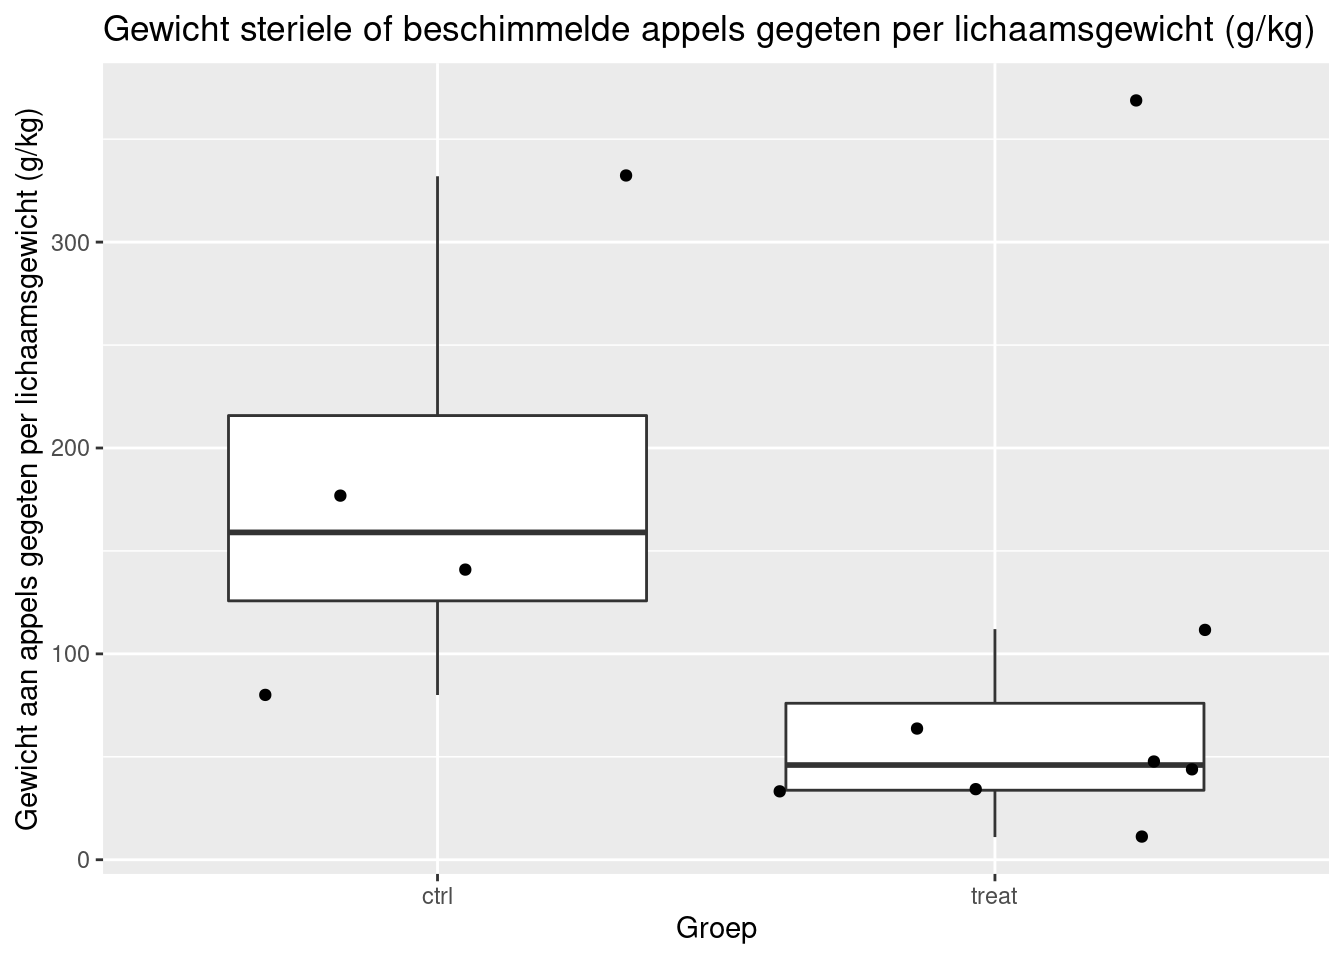 Gewicht steriele of beschimmelde appels gegeten per lichaamsgewicht (g/kg)
Gewicht aan appels gegeten per lichaamsgewicht (g/kg)
300
200
100
0
ctrl
treat
Groep